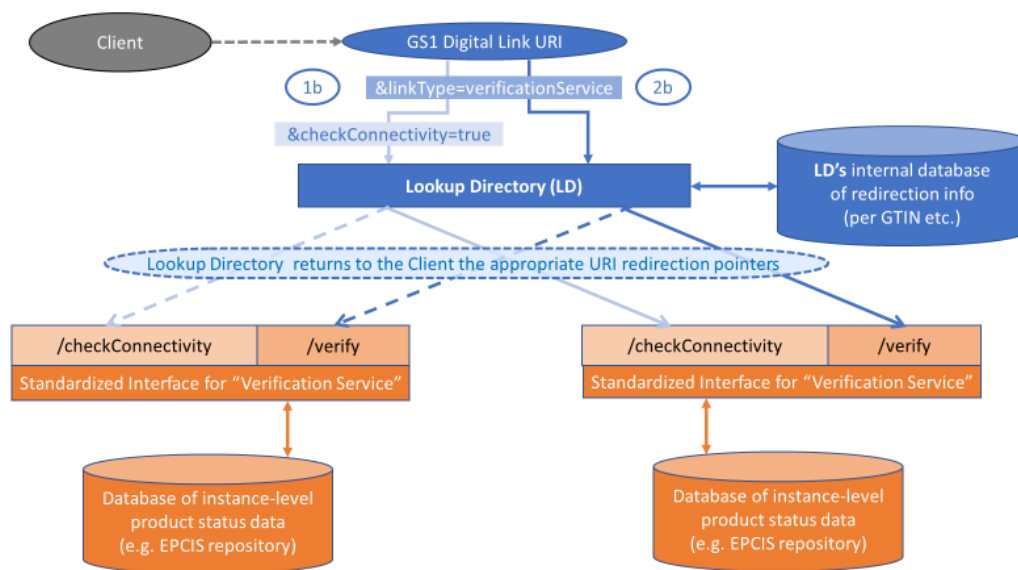 Client
GS1 Digital Link URI
1b
&linkType=verificationService
2b
&checkConnectivity=true
Lookup Directory (LD)
LD's internal database
of redirection info
(per GTIN etc.)
Lookup Directory returns to the Client the appropriate URI redirection pointers
/checkConnectivity
/verify
Standardized Interface for “Verification Service”
/checkConnectivity
/verify
Standardized Interface for “Verification Service”
Database of instance-level
product status data
(e.g. EPCIS repository)
Database of instance-level
product status data
(e.g. EPCIS repository)